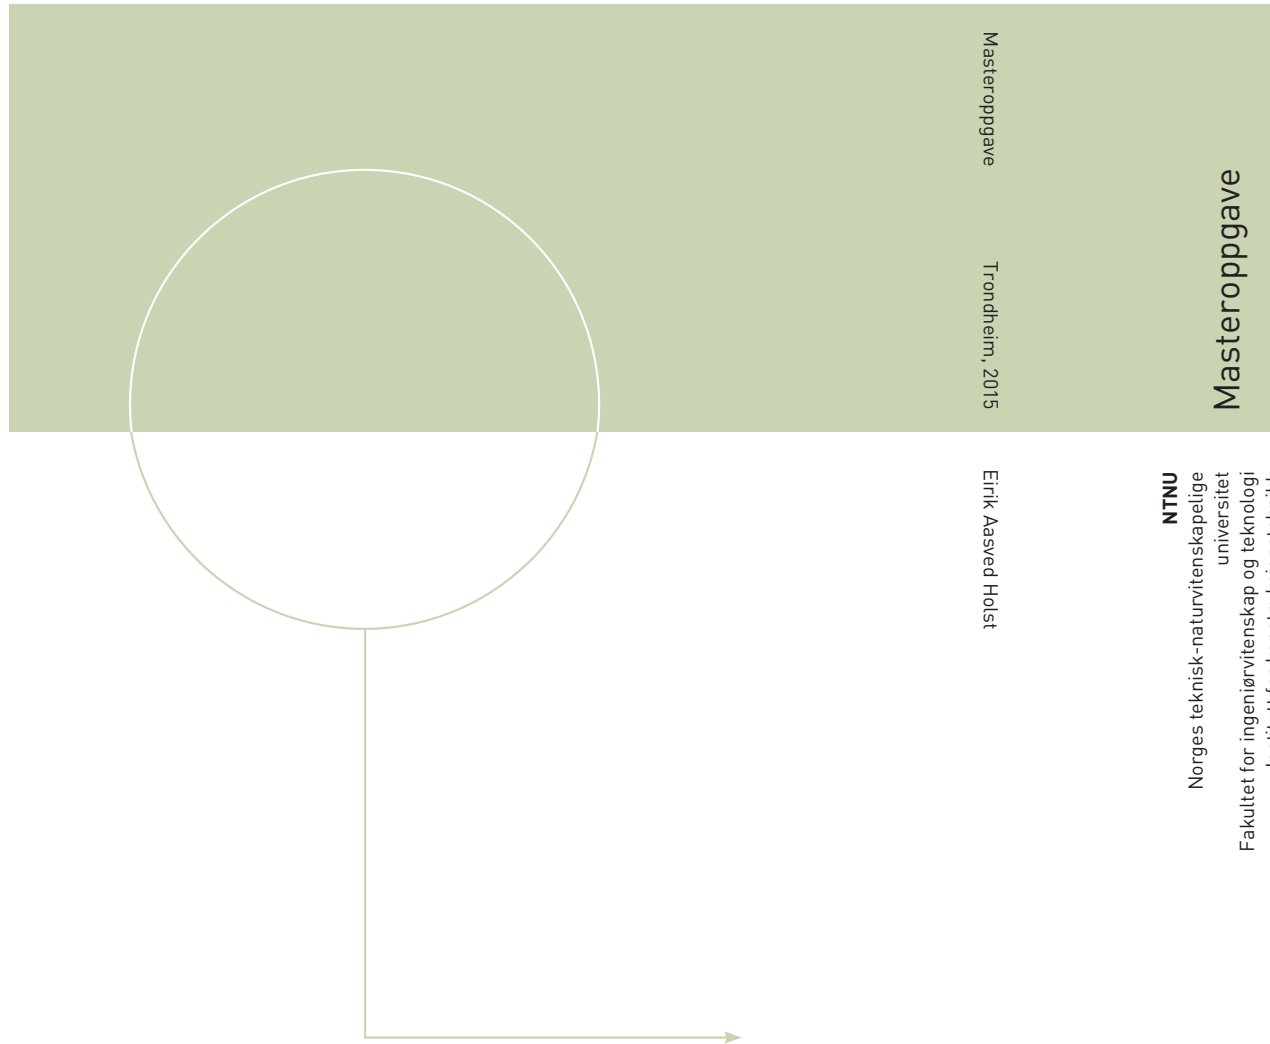 Masteroppgave
Trondheim, 2015
Eirik Aasved Holst
Masteroppgave
NTNU
Norges teknisk-naturvitenskapelige
universitet
Fakultet for ingeniørvitenskap og teknologi